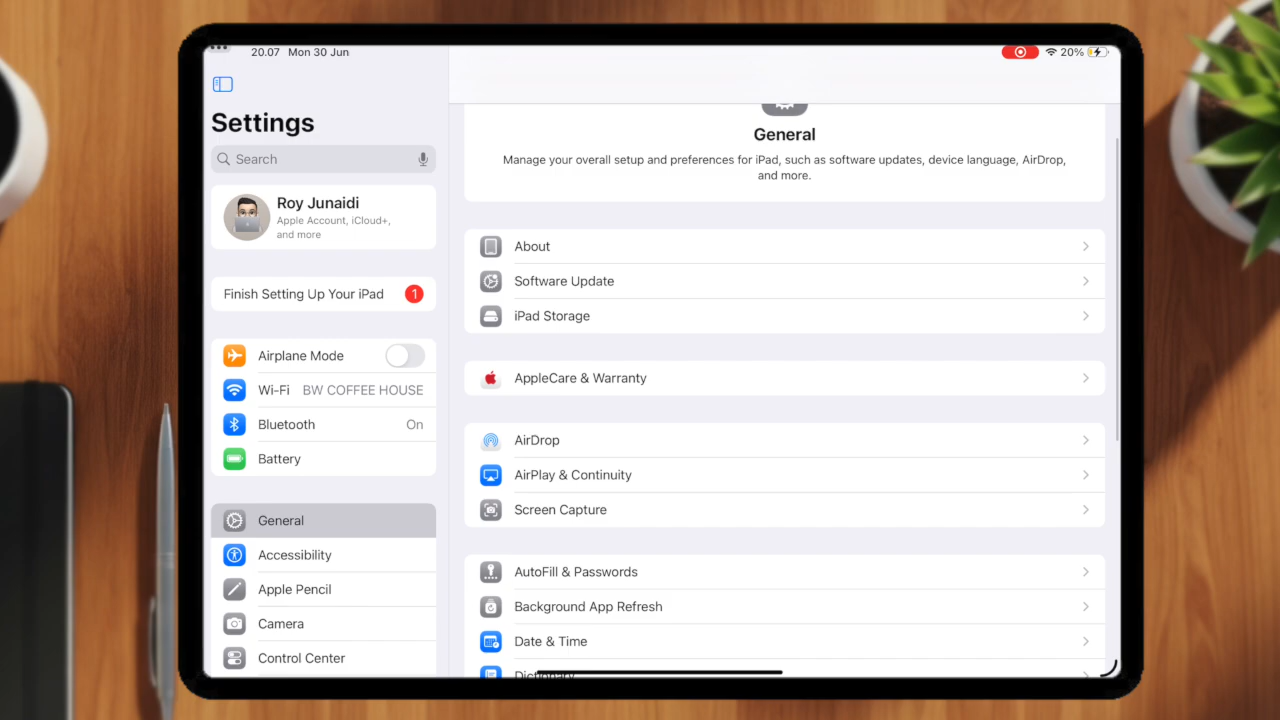 20.07 Mon 30 Jun
20%
Settings
Search
Roy Junaidi
Apple Account, iCloud+,
and more
Finish Setting Up Your iPad 1
Airplane Mode
Wi-Fi BW COFFEE HOUSE
Bluetooth On
Battery
General
Accessibility
Apple Pencil
Camera
Control Center
General
Manage your overall setup and preferences for iPad, such as software updates, device language, AirDrop,
and more.
About
Software Update
iPad Storage
AppleCare & Warranty
AirDrop
AirPlay & Continuity
Screen Capture
AutoFill & Passwords
Background App Refresh
Date & Time
Dictionary